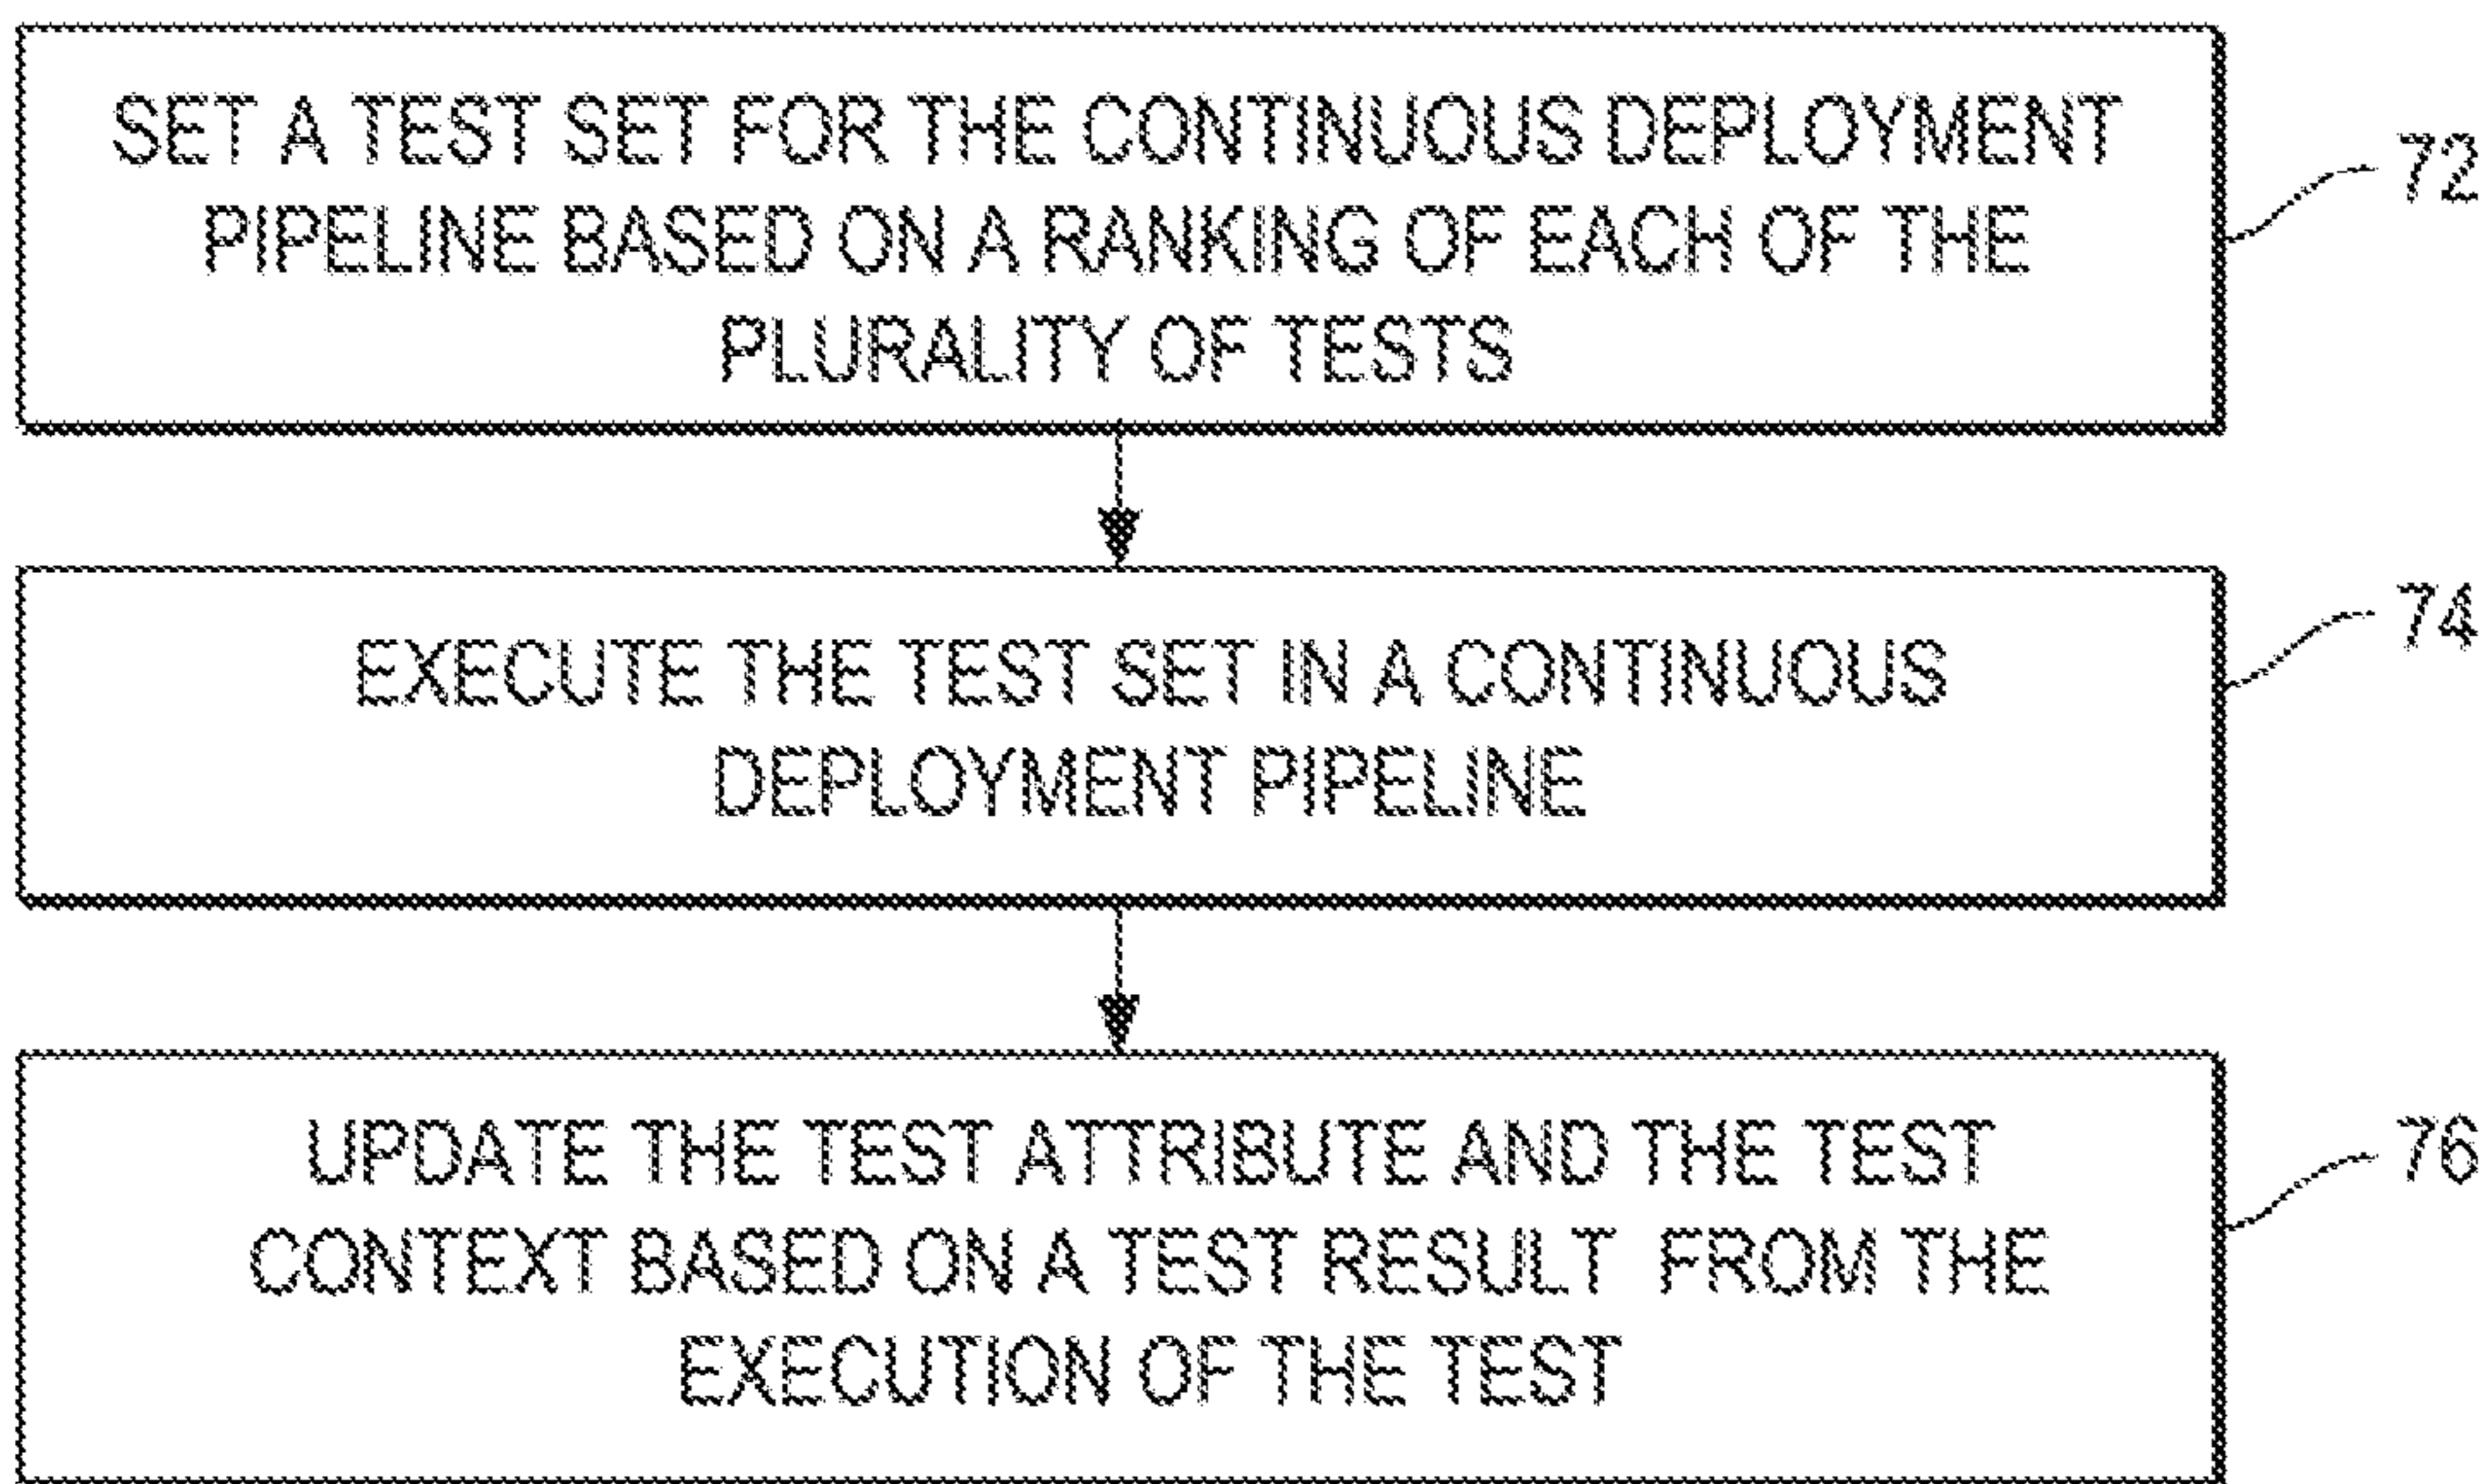 SET A TEST SET FOR THE CONTINUOUS DEPLOYMENT
PIPELINE BASED ON A RANKING OF EACH OF THE
PLURALITY OF TESTS
72
EXECUTE THE TEST SET IN A CONTINUOUS
DEPLOYMENT PIPELINE
74
UPDATE THE TEST ATTRIBUTE AND THE TEST
CONTEXT BASED ON A TEST RESULT FROM THE
EXECUTION OF THE TEST
76